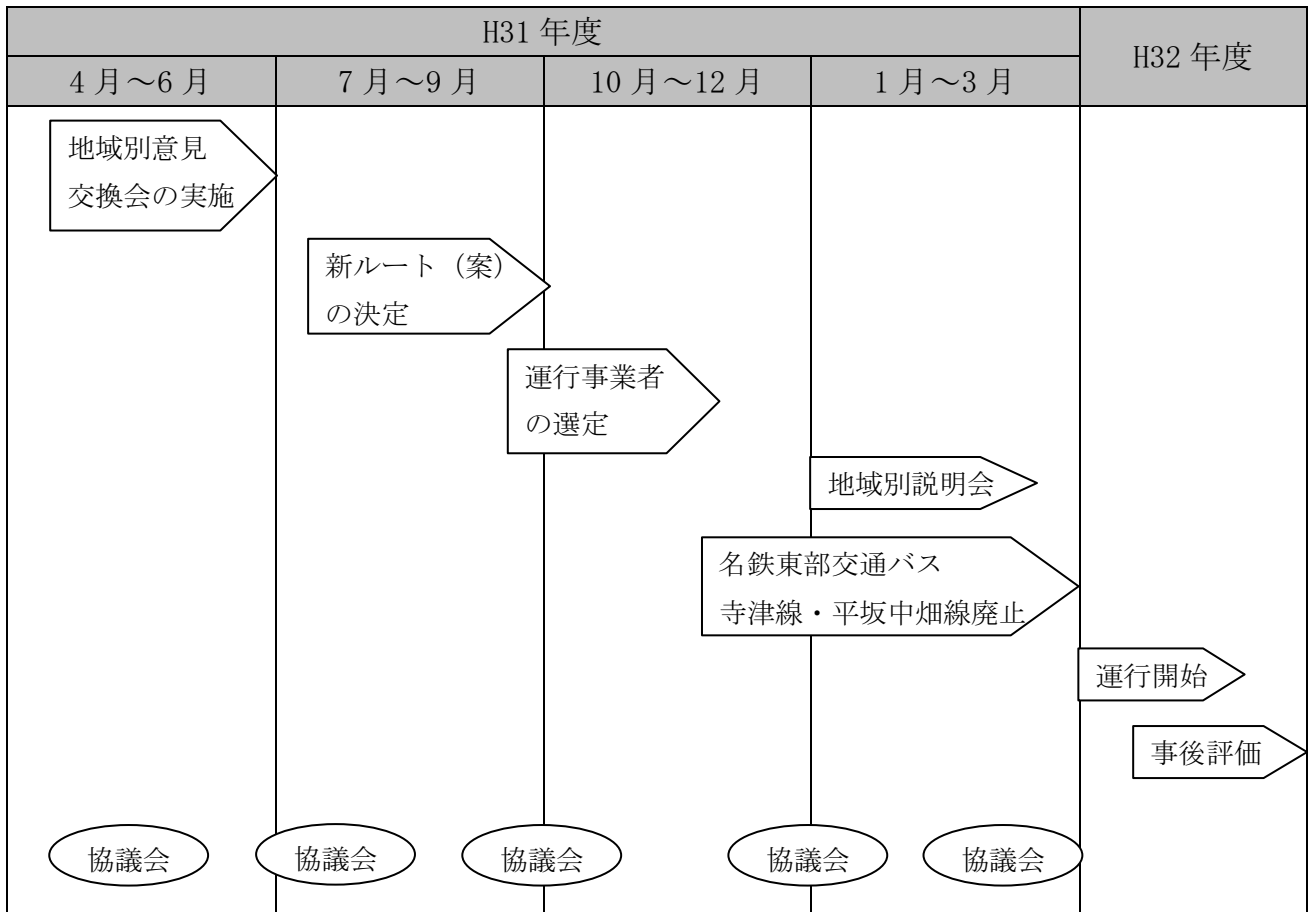 H31 年度
H32 年度
4 月～6 月
7 月～9 月
10 月～12 月
1 月～3 月
地域別意見
交換会の実施
新ルート（案）
の決定
運行事業者
の選定
地域別説明会
名鉄東部交通バス
寺津線・平坂中畑線廃止
運行開始
事後評価
協議会
協議会
協議会
協議会
協議会